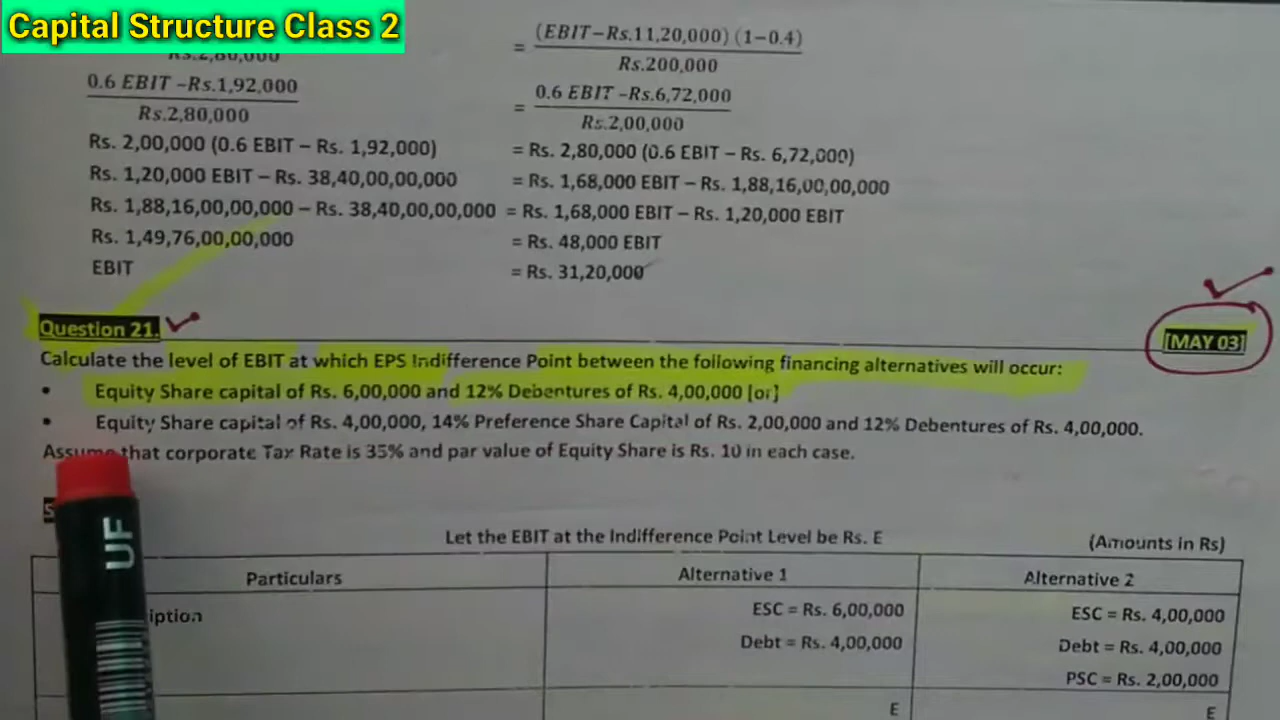 Capital Structure Class 2
(EBIT−Rs.11,20,000) (1−0.4)
Rs.2,80,000 = Rs.200,000
0.6 EBIT −Rs.1,92,000 0.6 EBIT −Rs.6,72,000
Rs.2,80,000 = Rs.2,00,000
Rs. 2,00,000 (0.6 EBIT − Rs. 1,92,000) = Rs. 2,80,000 (0.6 EBIT − Rs. 6,72,000)
Rs. 1,20,000 EBIT − Rs. 38,40,00,00,000 = Rs. 1,68,000 EBIT − Rs. 1,88,16,00,00,000
Rs. 1,88,16,00,00,000 − Rs. 38,40,00,00,000 = Rs. 1,68,000 EBIT − Rs. 1,20,000 EBIT
Rs. 1,49,76,00,00,000 = Rs. 48,000 EBIT
EBIT = Rs. 31,20,000
Question 21. [MAY 03]
Calculate the level of EBIT at which EPS Indifference Point between the following financing alternatives will occur:
• Equity Share capital of Rs. 6,00,000 and 12% Debentures of Rs. 4,00,000 [or]
• Equity Share capital of Rs. 4,00,000, 14% Preference Share Capital of Rs. 2,00,000 and 12% Debentures of Rs. 4,00,000.
Assume that corporate Tax Rate is 35% and par value of Equity Share is Rs. 10 in each case.
Let the EBIT at the Indifference Point Level be Rs. E (Amounts in Rs)
Particulars Alternative 1 Alternative 2
iption ESC = Rs. 6,00,000 ESC = Rs. 4,00,000
Debt = Rs. 4,00,000 Debt = Rs. 4,00,000
PSC = Rs. 2,00,000
E E
UF